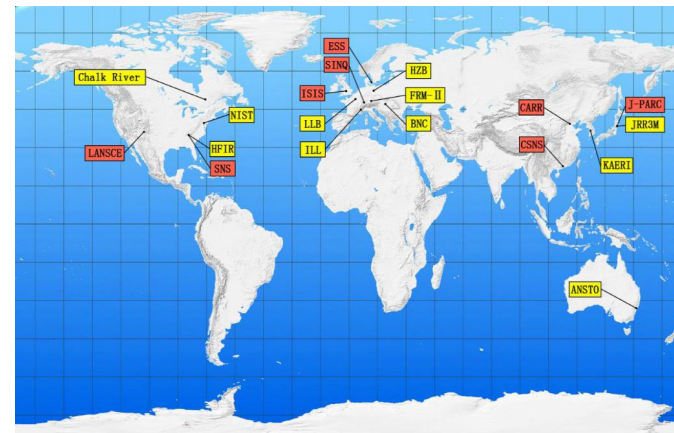 ESS
SINQ
HZB
Chalk River
ISIS
FRM-Ⅱ
CARR
J-PARC
NIST
LLB
BNC
JRR3M
LANSCE
HFIR
ILL
CSNS
KAERI
SNS
ANSTO